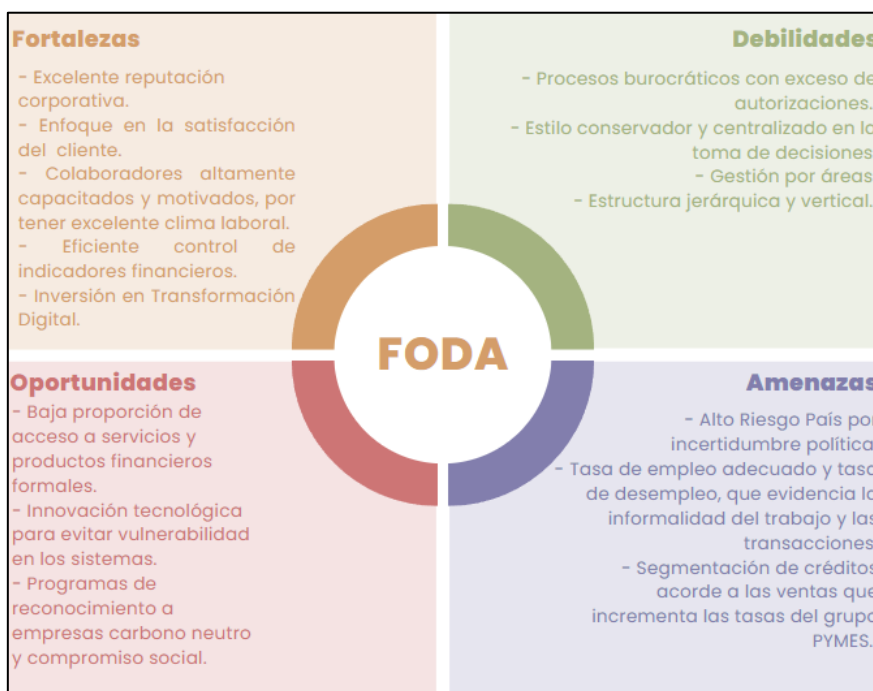 Fortalezas
- Excelente reputación
corporativa.
- Enfoque en la satisfacción
del cliente.
- Colaboradores altamente
capacitados y motivados, por
tener excelente clima laboral.
- Eficiente control de
indicadores financieros.
- Inversión en Transformación
Digital.
Debilidades
- Procesos burocráticos con exceso de
autorizaciones.
- Estilo conservador y centralizado en la
toma de decisiones
- Gestión por áreas
- Estructura jerárquica y vertical.
FODA
Oportunidades
- Baja proporción de
acceso a servicios y
productos financieros
formales.
- Innovación tecnológica
para evitar vulnerabilidad
en los sistemas.
- Programas de
reconocimiento a
empresas carbono neutro
y compromiso social.
Amenazas
- Alto Riesgo País por
incertidumbre política
- Tasa de empleo adecuado y tasa
de desempleo, que evidencia la
informalidad del trabajo y las
transacciones
- Segmentación de créditos
acorde a las ventas que
incrementa las tasas del grupo
PYMES.